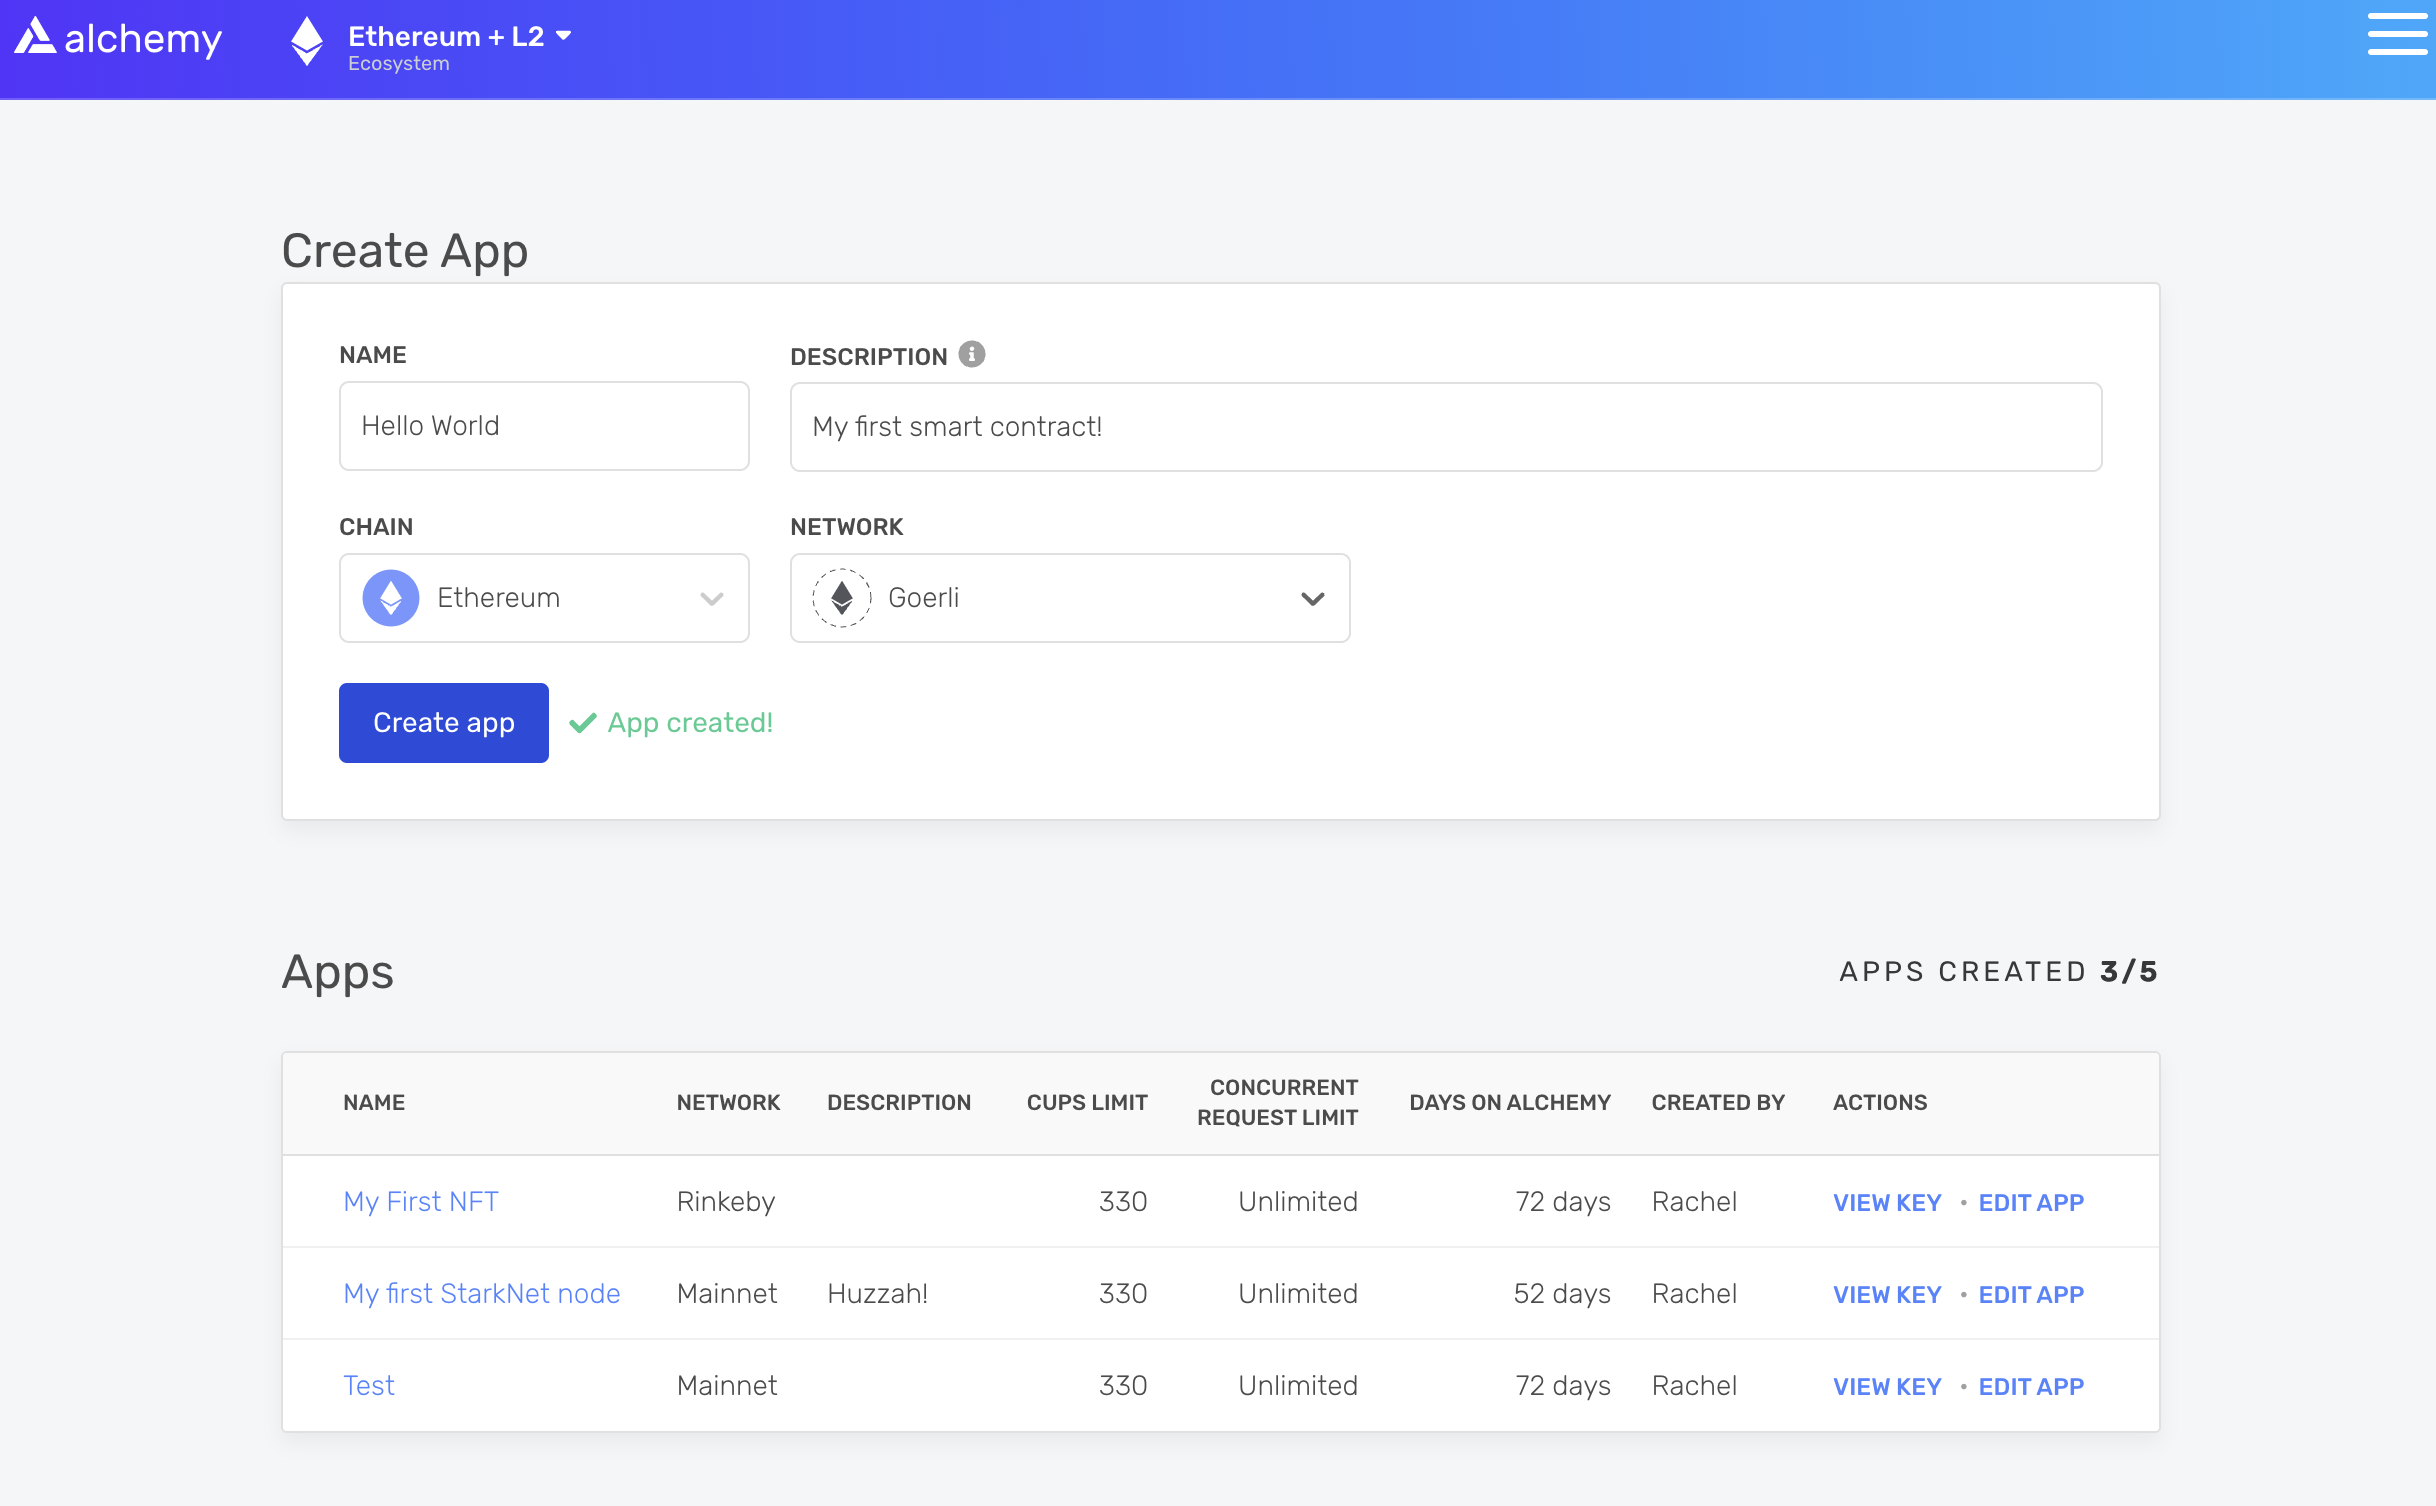 alchemy
Ethereum + L2
Ecosystem
Create App
NAME
DESCRIPTION
Hello World
My first smart contract!
CHAIN
NETWORK
Ethereum
Goerli
Create app
App created!
Apps
APPS CREATED 3/5
NAME NETWORK DESCRIPTION CUPS LIMIT CONCURRENT REQUEST LIMIT DAYS ON ALCHEMY CREATED BY ACTIONS
My First NFT Rinkeby 330 Unlimited 72 days Rachel VIEW KEY • EDIT APP
My first StarkNet node Mainnet Huzzah! 330 Unlimited 52 days Rachel VIEW KEY • EDIT APP
Test Mainnet 330 Unlimited 72 days Rachel VIEW KEY • EDIT APP